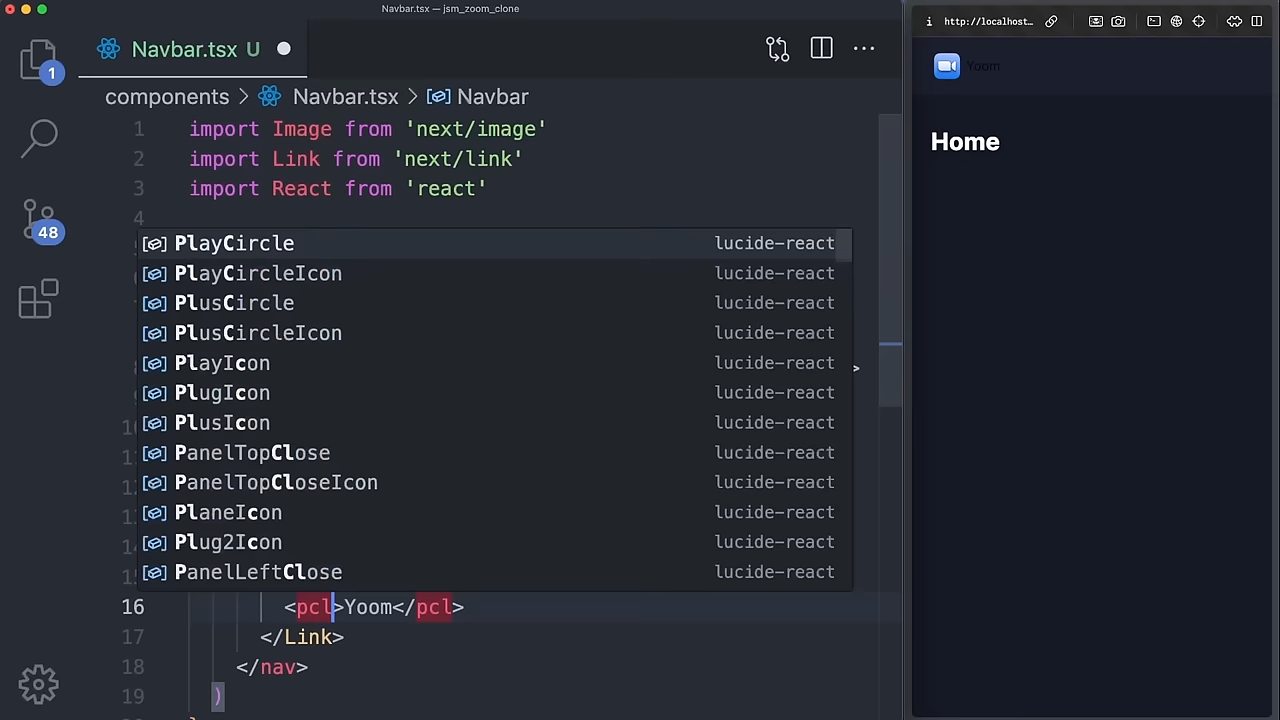 Navbar.tsx — jsm_zoom_clone
http://localhost...
Navbar.tsx U
1
components > Navbar.tsx > Navbar
1 import Image from 'next/image'
2 import Link from 'next/link'
3 import React from 'react'
4
48
PlayCircle lucide-react
PlayCircleIcon lucide-react
PlusCircle lucide-react
PlusCircleIcon lucide-react
PlayIcon lucide-react
>
PlugIcon lucide-react
PlusIcon lucide-react
PanelTopClose lucide-react
PanelTopCloseIcon lucide-react
PlaneIcon lucide-react
Plug2Icon lucide-react
PanelLeftClose lucide-react
16 <pcl>Yoom</pcl>
17 </Link>
18 </nav>
19 )
Yoom
Home